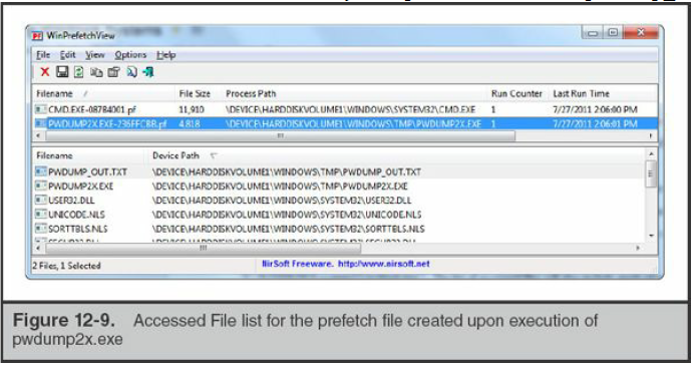 WinPrefetchView
File Edit View Options Help
Filename / File Size Process Path Run Counter Last Run Time
CMD.EXE-087B4001.pf 11,910 \DEVICE\HARDDISKVOLUME1\WINDOWS\SYSTEM32\CMD.EXE 1 7/27/2011 2:06:00 PM
PWDUMP2X.EXE-236FFCBB.pf 4,818 \DEVICE\HARDDISKVOLUME1\WINDOWS\TMP\PWDUMP2X.EXE 1 7/27/2011 2:06:01 PM
Filename Device Path
PWDUMP_OUT.TXT \DEVICE\HARDDISKVOLUME1\WINDOWS\TMP\PWDUMP_OUT.TXT
PWDUMP2X.EXE \DEVICE\HARDDISKVOLUME1\WINDOWS\TMP\PWDUMP2X.EXE
USER32.DLL \DEVICE\HARDDISKVOLUME1\WINDOWS\SYSTEM32\USER32.DLL
UNICODE.NLS \DEVICE\HARDDISKVOLUME1\WINDOWS\SYSTEM32\UNICODE.NLS
SORTTBLS.NLS \DEVICE\HARDDISKVOLUME1\WINDOWS\SYSTEM32\SORTTBLS.NLS
2 Files, 1 Selected NirSoft Freeware. http://www.nirsoft.net
Figure 12-9. Accessed File list for the prefetch file created upon execution of
pwdump2x.exe